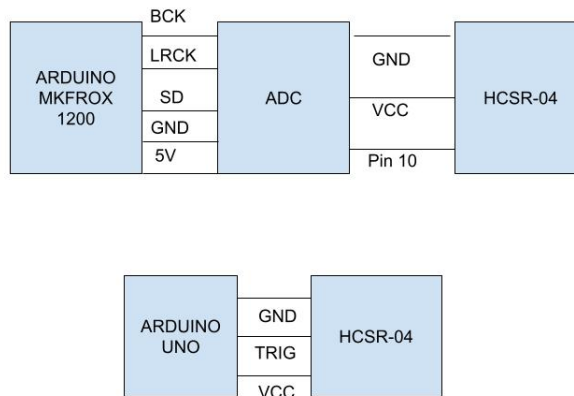 BCK
LRCK
SD
GND
5V
ARDUINO
MKFROX
1200
ADC
GND
VCC
Pin 10
HCSR-04
ARDUINO
UNO
GND
TRIG
VCC
HCSR-04